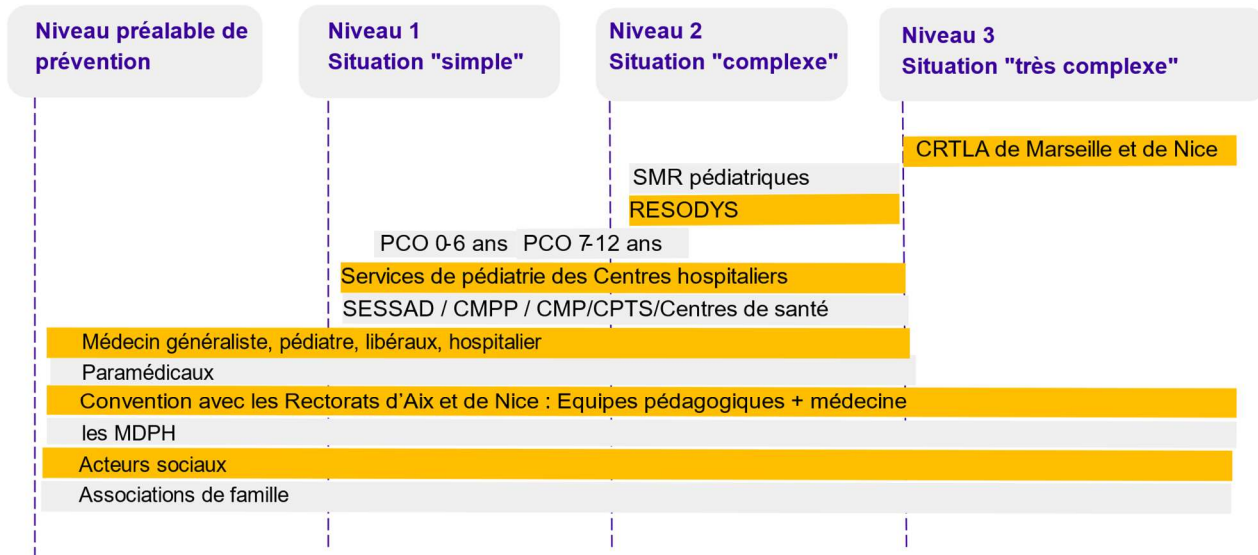 Niveau préalable de
prévention
Niveau 1
Situation "simple"
Niveau 2
Situation "complexe"
Niveau 3
Situation "très complexe"
CRTLA de Marseille et de Nice
SMR pédiatriques
RESODYS
PCO 0-6 ans PCO 7-12 ans
Services de pédiatrie des Centres hospitaliers
SESSAD / CMPP / CMP/CPTS/Centres de santé
Médecin généraliste, pédiatre, libéraux, hospitalier
Paramédicaux
Convention avec les Rectorats d'Aix et de Nice : Equipes pédagogiques + médecine
les MDPH
Acteurs sociaux
Associations de famille